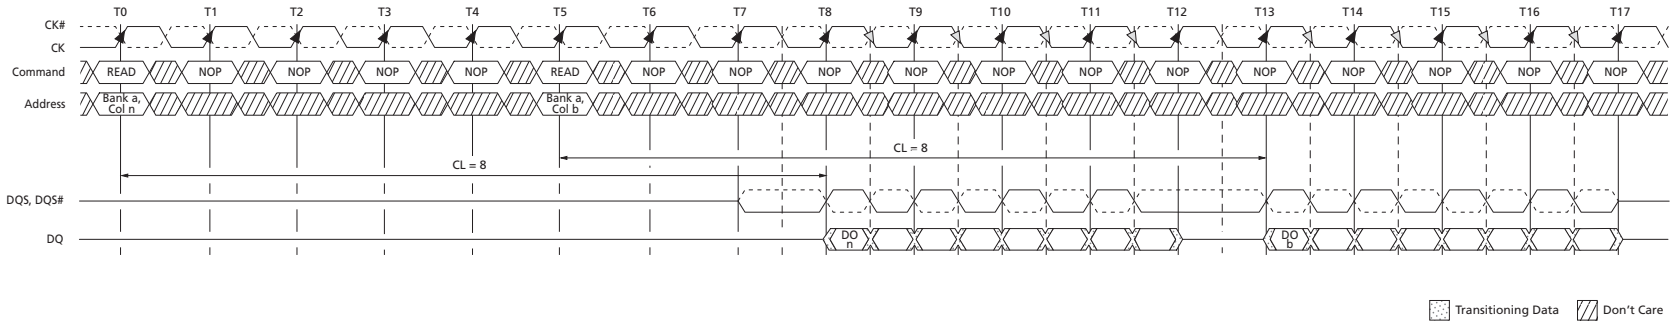 T0 T1 T2 T3 T4 T5 T6 T7 T8 T9 T10 T11 T12 T13 T14 T15 T16 T17
CK#
CK
Command READ NOP NOP NOP NOP READ NOP NOP NOP NOP NOP NOP NOP NOP NOP NOP NOP NOP
Address Bank a, Bank a,
Col n Col b
CL = 8
CL = 8
DQS, DQS#
DQ DO DO
n b
Transitioning Data Don't Care